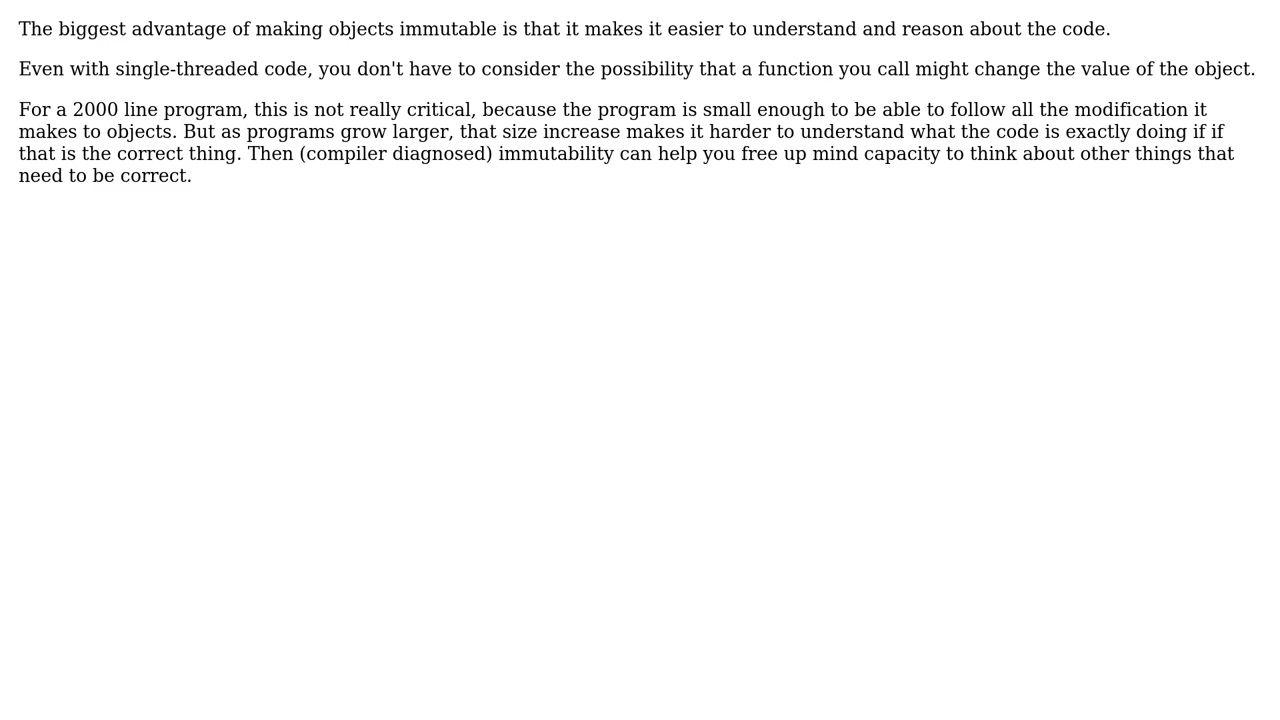 The biggest advantage of making objects immutable is that it makes it easier to understand and reason about the code.
Even with single-threaded code, you don't have to consider the possibility that a function you call might change the value of the object.
For a 2000 line program, this is not really critical, because the program is small enough to be able to follow all the modification it
makes to objects. But as programs grow larger, that size increase makes it harder to understand what the code is exactly doing if if
that is the correct thing. Then (compiler diagnosed) immutability can help you free up mind capacity to think about other things that
need to be correct.